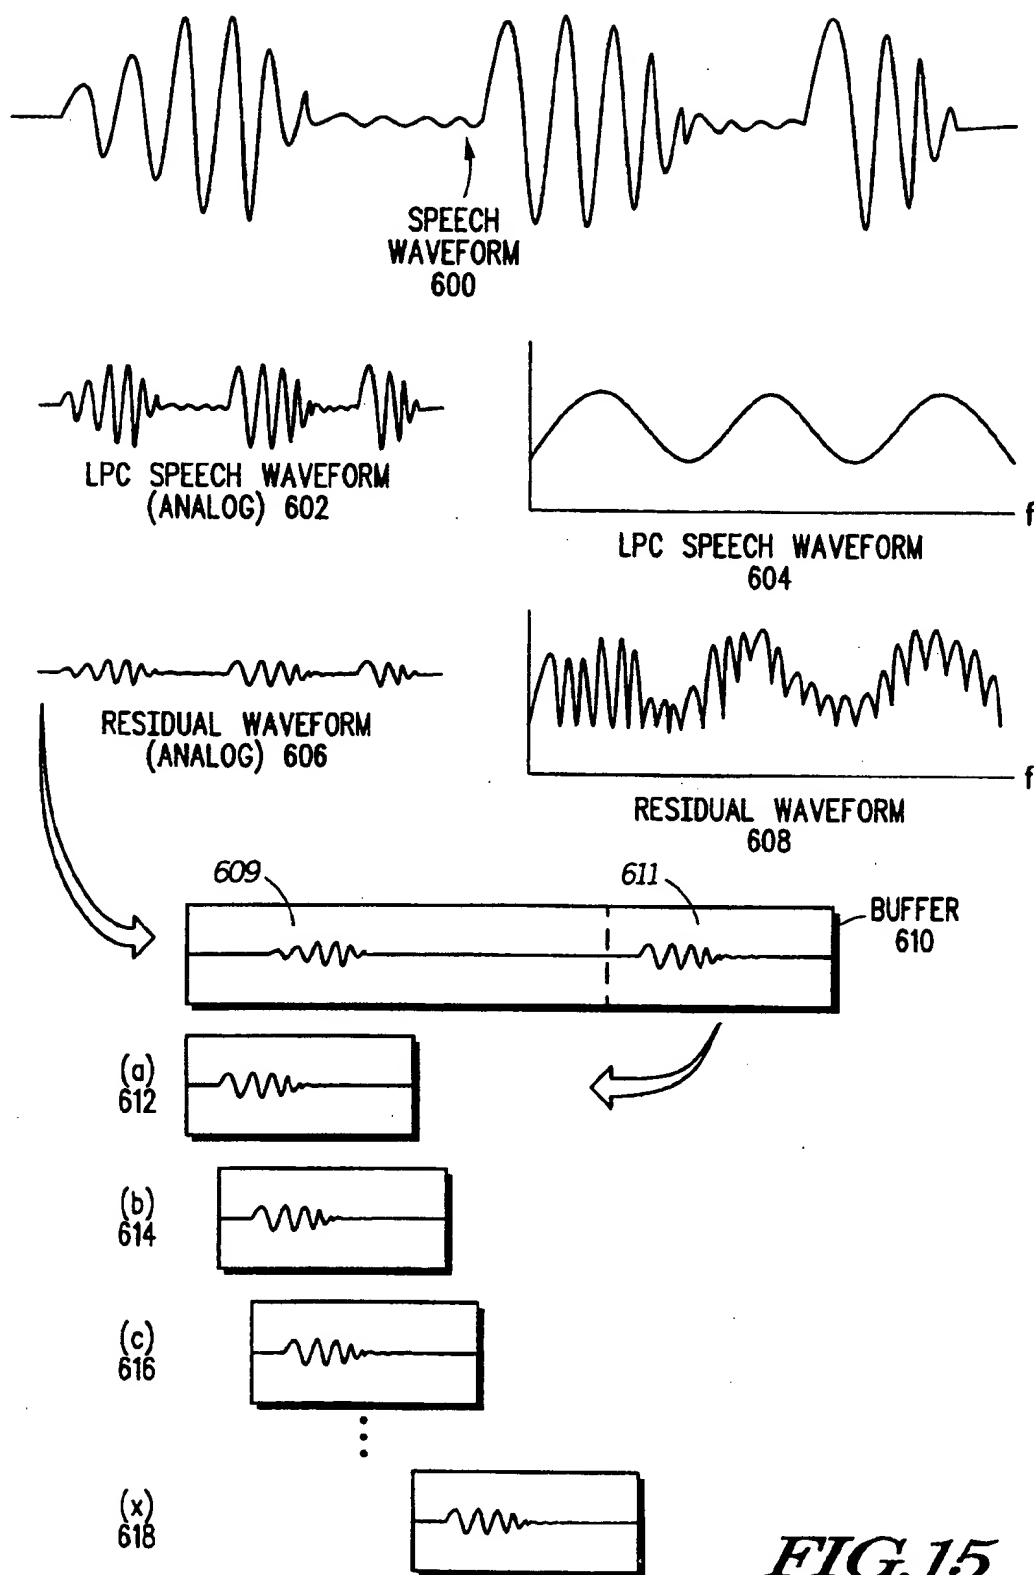 SPEECH
WAVEFORM
600
LPC SPEECH WAVEFORM
(ANALOG) 602
f
LPC SPEECH WAVEFORM
604
RESIDUAL WAVEFORM
(ANALOG) 606
f
RESIDUAL WAVEFORM
608
609
611
BUFFER
610
(a)
612
(b)
614
(c)
616
(x)
618
FIG. 15